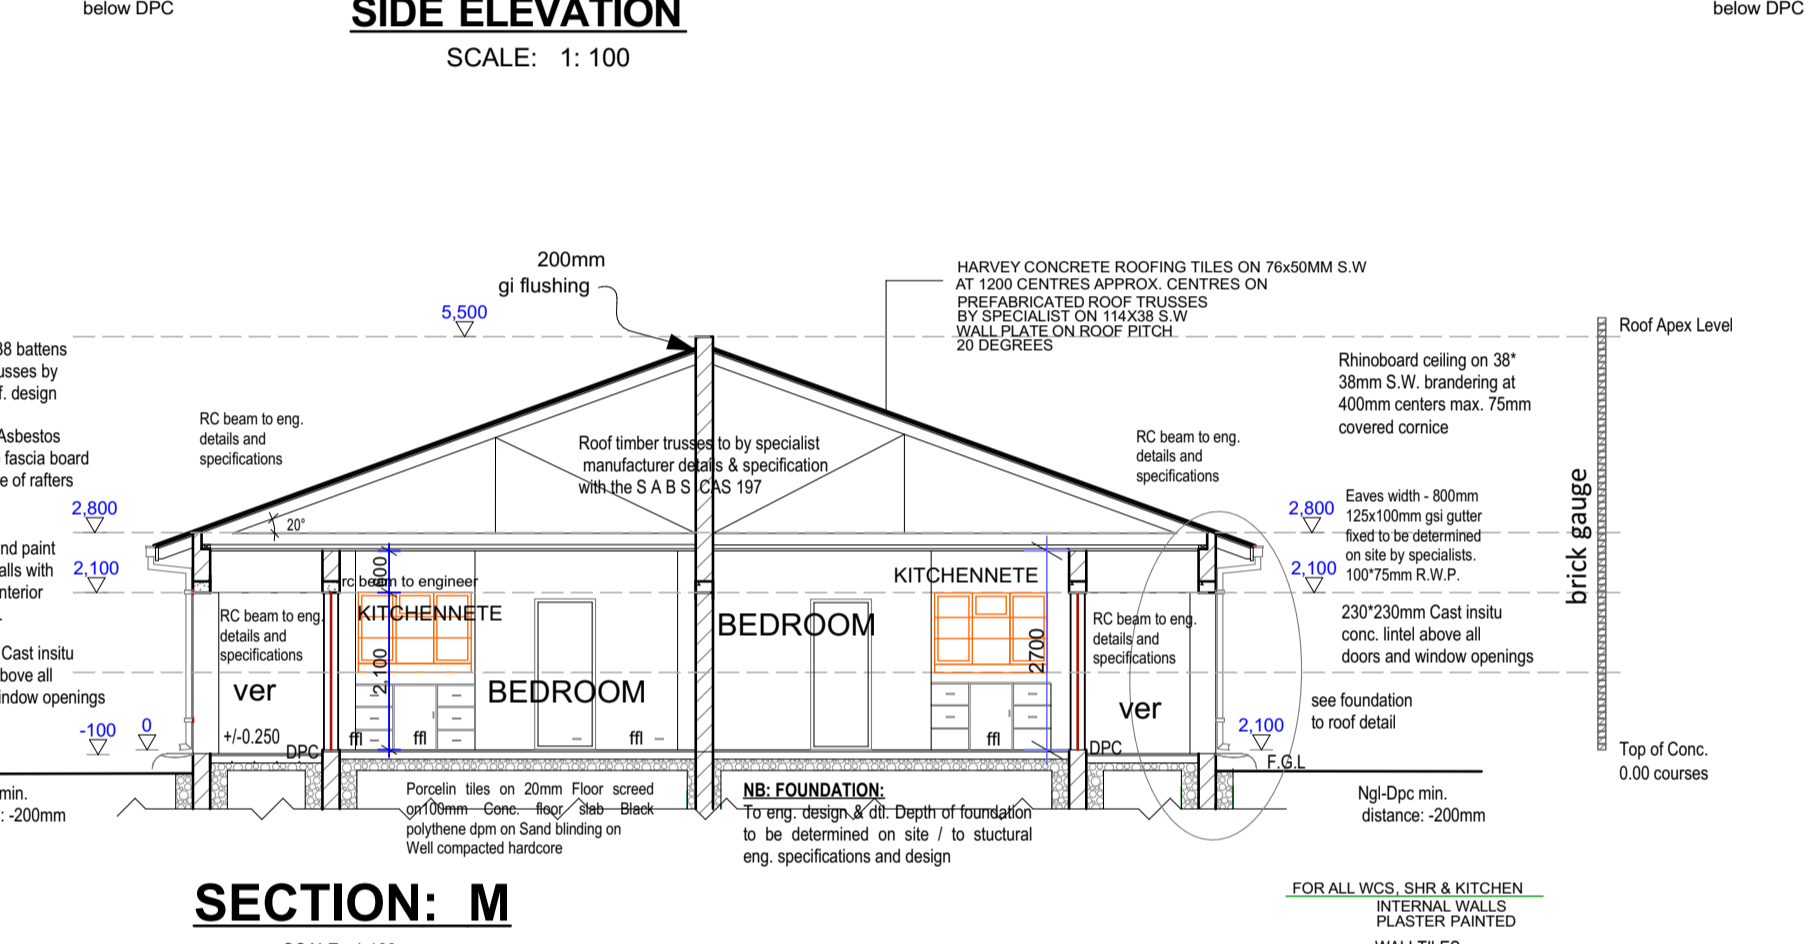 below DPC
SIDE ELEVATION
below DPC
SCALE: 1: 100
200mm
gi flushing
5,500
HARVEY CONCRETE ROOFING TILES ON 76x50MM S.W
AT 1200 CENTRES APPROX. CENTRES ON
PREFABRICATED ROOF TRUSSES
BY SPECIALIST ON 114X38 S.W
WALL PLATE ON ROOF PITCH
20 DEGREES
Roof Apex Level
38 battens
usses by
f. design
Asbestos
fascia board
e of rafters
RC beam to eng.
details and
specifications
Roof timber trusses to by specialist
manufacturer details & specification
with the S A B S CAS 197
RC beam to eng.
details and
specifications
Rhinoboard ceiling on 38*
38mm S.W. brandering at
400mm centers max. 75mm
covered cornice
brick gauge
2,800
20°
2,800
Eaves width - 800mm
125x100mm gsi gutter
fixed to be determined
on site by specialists.
100*75mm R.W.P.
nd paint
alls with
nterior
2,100
2,100
600
rc beam to engineer
KITCHENNETE
KITCHENNETE
RC beam to eng.
details and
specifications
BEDROOM
RC beam to eng.
details and
specifications
230*230mm Cast insitu
conc. lintel above all
doors and window openings
Cast insitu
bove all
indow openings
2,100
2700
ver
BEDROOM
ver
see foundation
to roof detail
-100
0
+/-0.250
DPC
ffl
ffl
ffl
ffl
DPC
2,100
F.G.L
Top of Conc.
0.00 courses
min.
: -200mm
Porcelin tiles on 20mm Floor screed
on100mm Conc. floor slab Black
polythene dpm on Sand blinding on
Well compacted hardcore
NB: FOUNDATION:
To eng. design & dtl. Depth of foundation
to be determined on site / to stuctural
eng. specifications and design
Ngl-Dpc min.
distance: -200mm
SECTION: M
FOR ALL WCS, SHR & KITCHEN
INTERNAL WALLS
PLASTER PAINTED